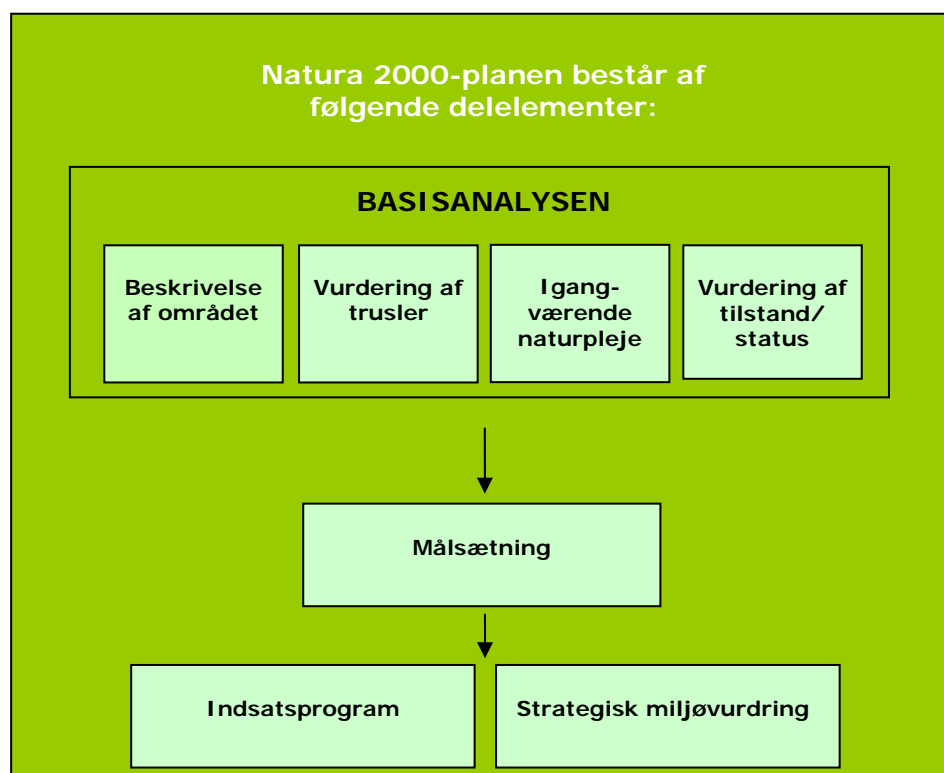 Natura 2000-planen består af
følgende delelementer:
BASISANALYSEN
Beskrivelse
af området
Vurdering af
trusler
Igang-
værende
naturpleje
Vurdering af
tilstand/
status
Målsætning
Indsatsprogram
Strategisk miljøvurdring